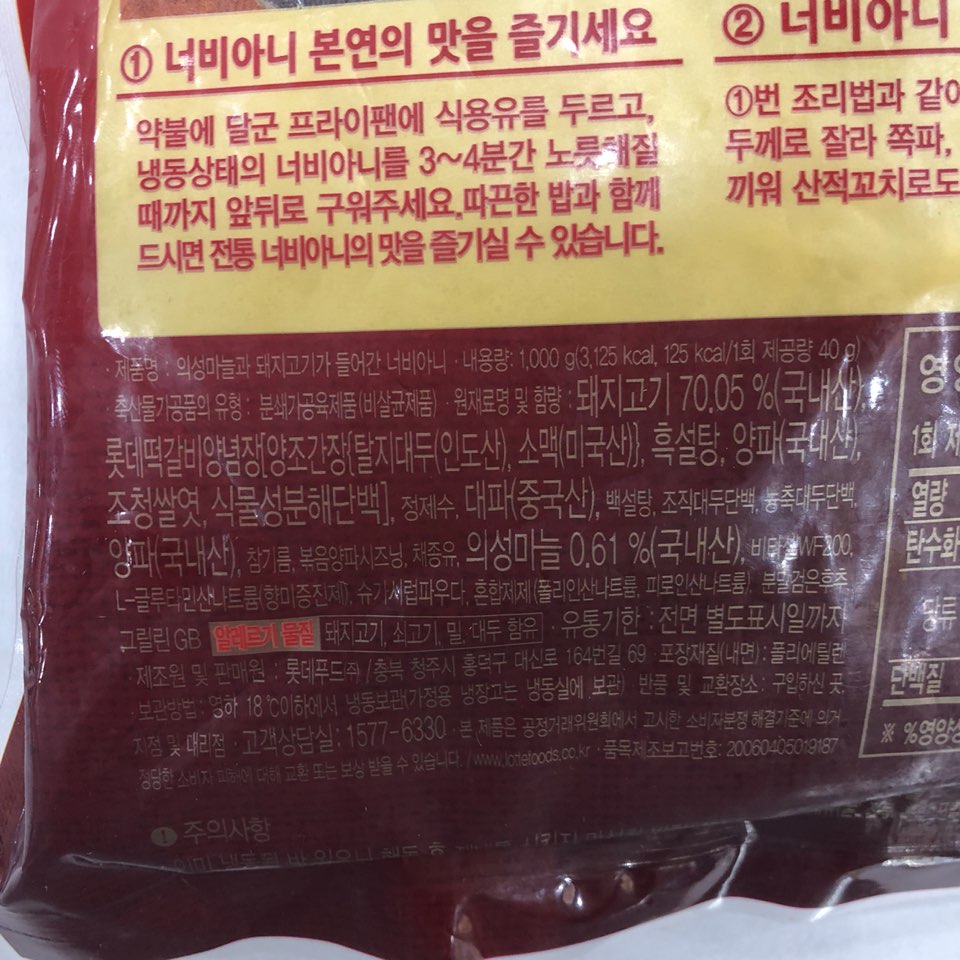 ① 너비아니 본연의 맛을 즐기세요
약불에 달군 프라이팬에 식용유를 두르고,
냉동상태의 너비아니를 3~4분간 노릇해질
때까지 앞뒤로 구워주세요.따끈한 밥과 함께
드시면 전통 너비아니의 맛을 즐기실 수 있습니다.
② 너비아니
①번 조리법과 같이
두께로 잘라 쪽파,
끼워 산적꼬치로도
· 제품명 : 의성마늘과 돼지고기가 들어간 너비아니 · 내용량: 1,000 g(3,125 kcal, 125 kcal/1회 제공량 40 g)
축산물가공품의 유형 : 분쇄가공육제품(비살균제품) · 원재료명 및 함량 : 돼지고기 70.05 %(국내산),
롯데떡갈비양념장[양조간장{탈지대두(인도산), 소맥(미국산)}, 흑설탕, 양파(국내산),
조청쌀엿, 식물성분해단백], 정제수, 대파(중국산), 백설탕, 조직대두단백, 농축대두단백,
양파(국내산), 참기름, 볶음양파시즈닝, 채종유, 의성마늘 0.61 %(국내산), WF200,
L-글루타민산나트륨(향미증진제), 혼합제제(폴리인산나트륨, 피로인산나트륨), 분말검은후추,
그릴린 GB 알레르기 물질 돼지고기, 쇠고기, 밀, 대두 함유 · 유통기한 : 전면 별도표시일까지
· 제조원 및 판매원 : 롯데푸드㈜ / 충북 청주시 흥덕구 대신로 164번길 69 · 포장재질(내면) : 폴리에틸렌
· 보관방법 : 영하 18℃이하에서 냉동보관(가정용 냉장고는 냉동실에 보관) 반품 및 교환장소 : 구입하신 곳,
지점 및 대리점 · 고객상담실 : 1577-6330 · 본 제품은 공정거래위원회에서 고시한 소비자분쟁 해결기준에 의거
정당한 소비자 피해에 대해 교환 또는 보상 받을 수 있습니다. / www.lottefoods.co.kr · 품목제조보고번호: 20060405019187
주의사항
1회
열량
탄수화
당류
단백질
※ %영양